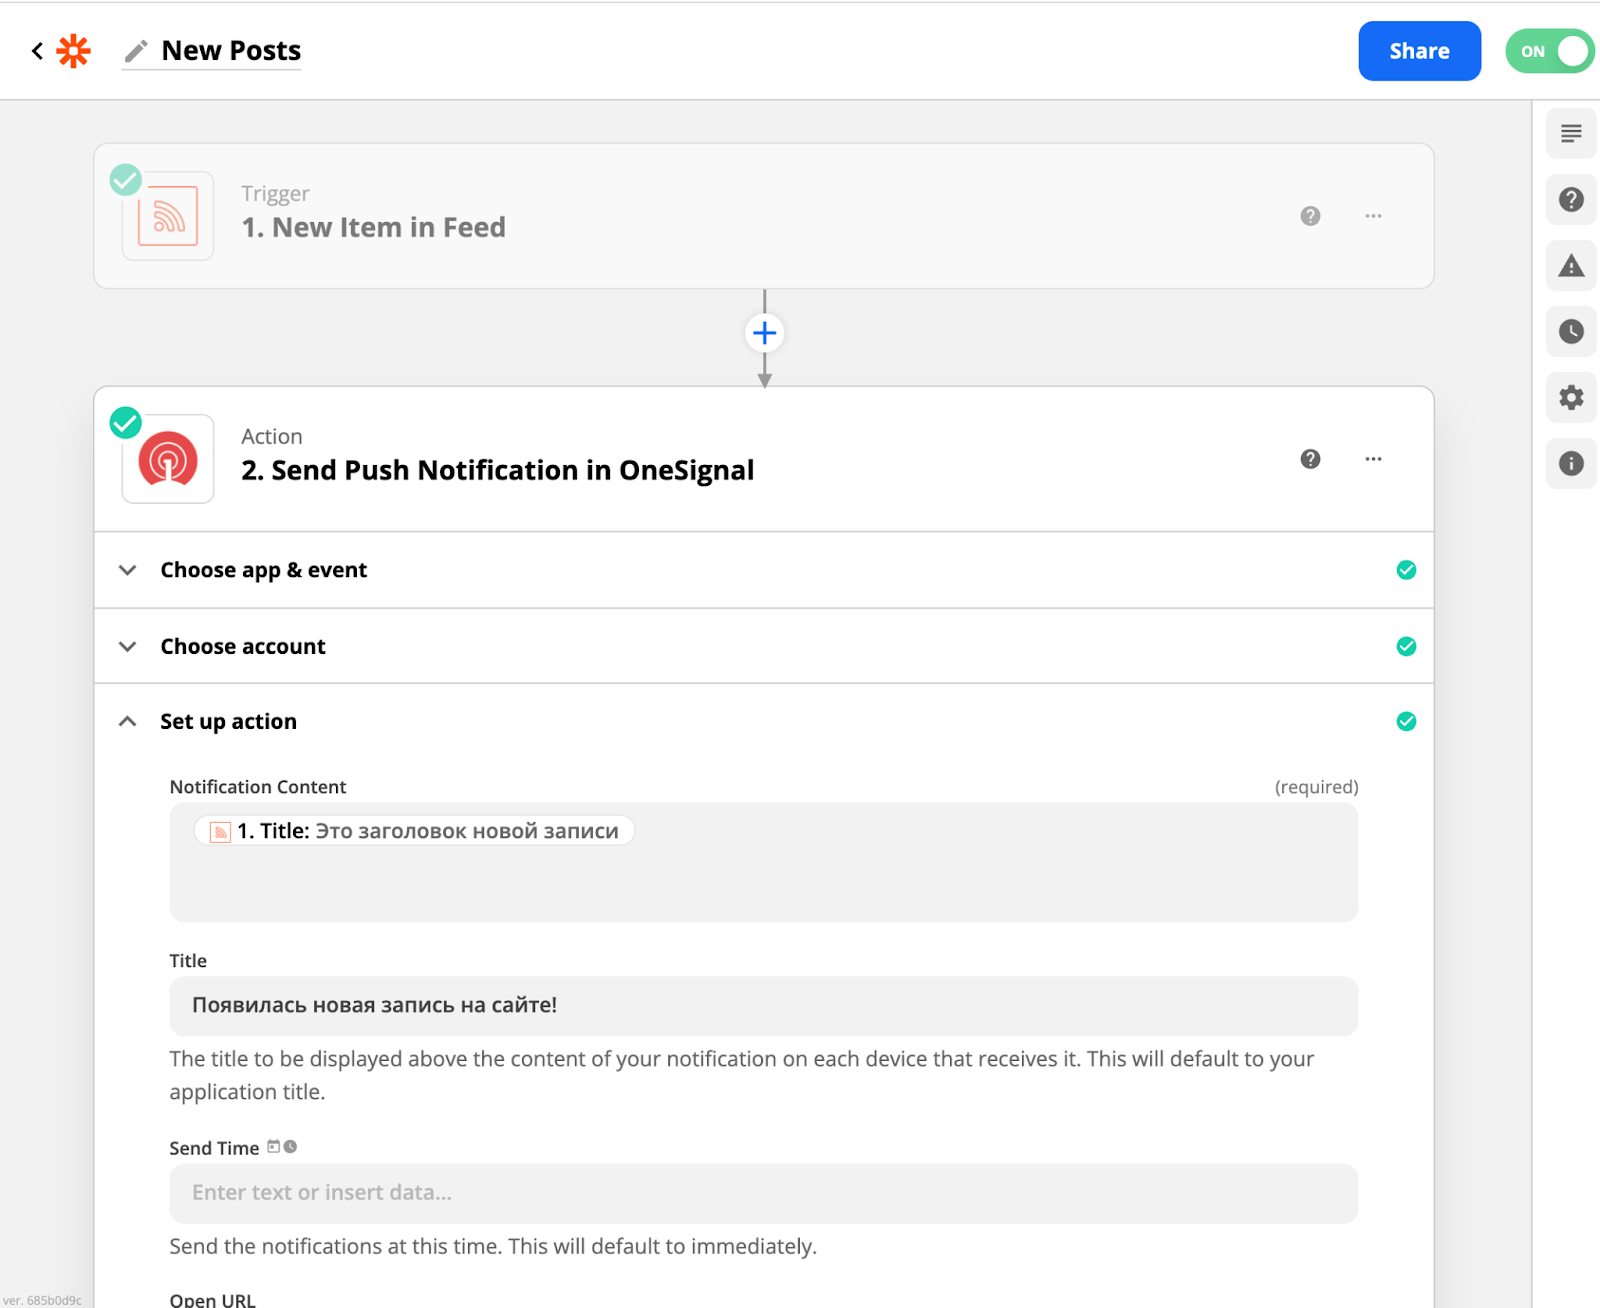 New Posts
Share
ON
Trigger
1. New Item in Feed
Action
2. Send Push Notification in OneSignal
Choose app & event
Choose account
Set up action
Notification Content
(required)
1. Title: Это заголовок новой записи
Title
Появилась новая запись на сайте!
The title to be displayed above the content of your notification on each device that receives it. This will default to your
application title.
Send Time
Enter text or insert data...
Send the notifications at this time. This will default to immediately.
Open URL
ver. 685b0d9c